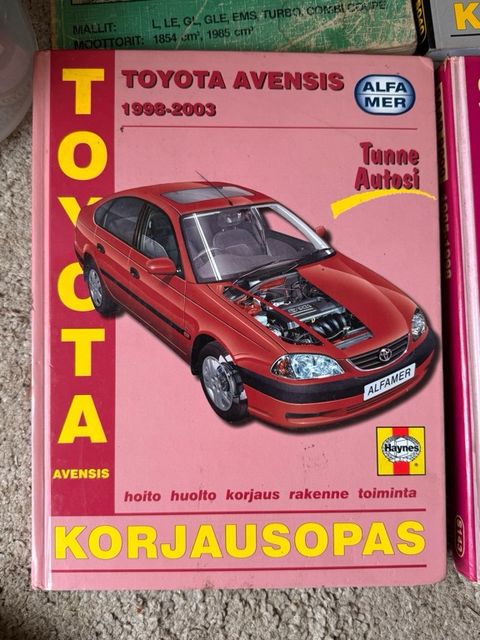 MALLIT: L, LE, GL, GLE, EMS, TURBO, COMBI COUPE
MOOTTORIT: 1854 cm³, 1985 cm³
K
TOYOTA
TOYOTA AVENSIS
1998-2003
ALFA
MER
Tunne
Autosi
ALFAMER
Haynes
AVENSIS
hoito huolto korjaus rakenne toiminta
KORJAUSOPAS